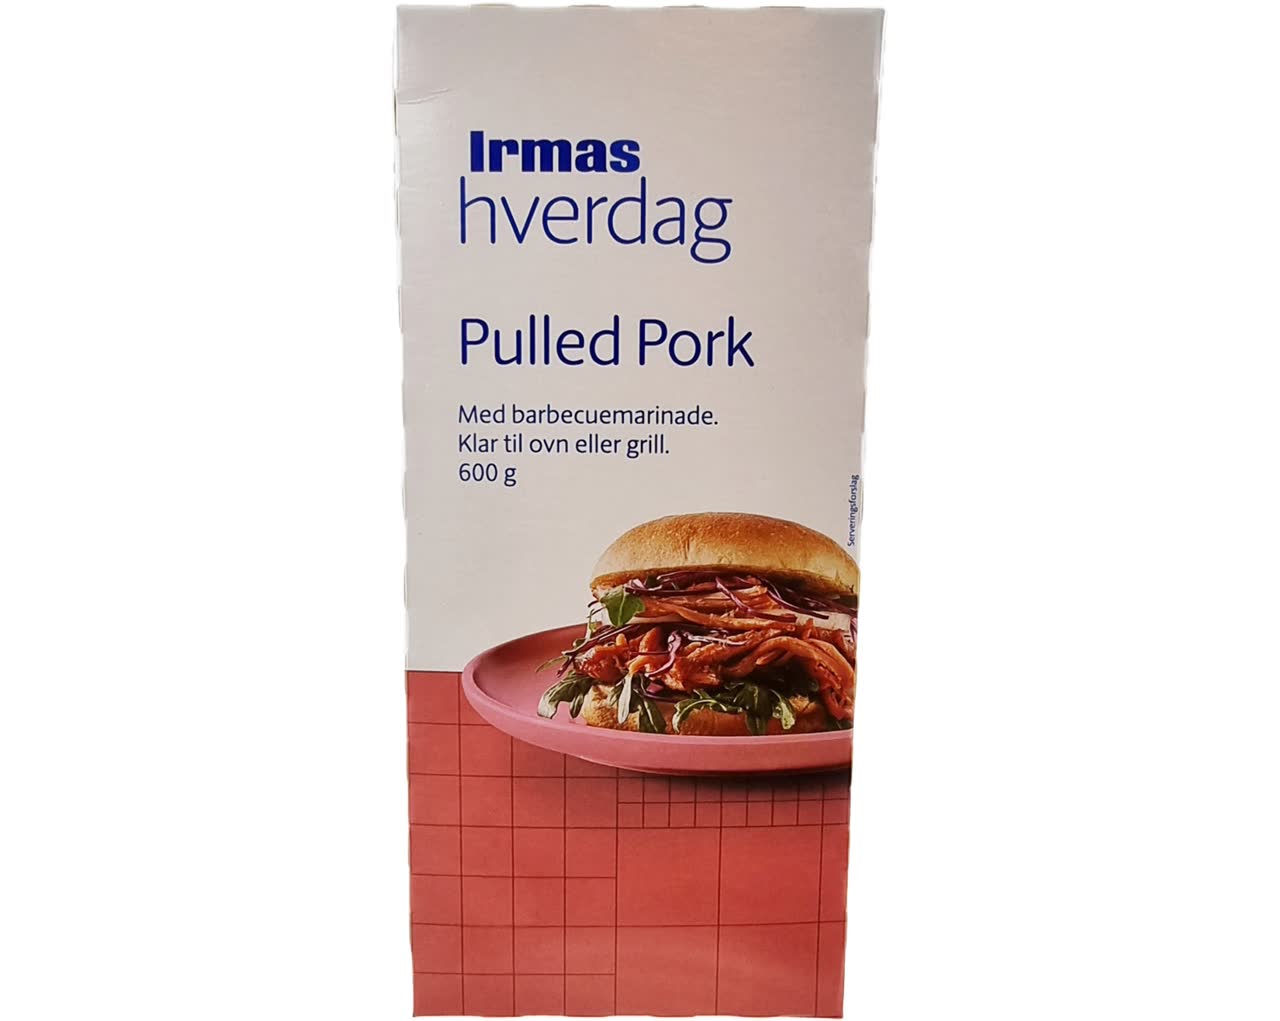 Irmas
hverdag
Pulled Pork
Med barbecuemarinade.
Klar til ovn eller grill.
600 g
Serveringsforslag